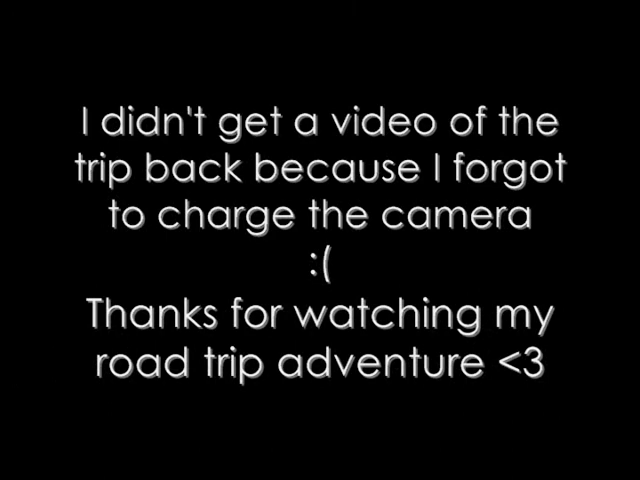 I didn't get a video of the
trip back because I forgot
to charge the camera
:(
Thanks for watching my
road trip adventure <3